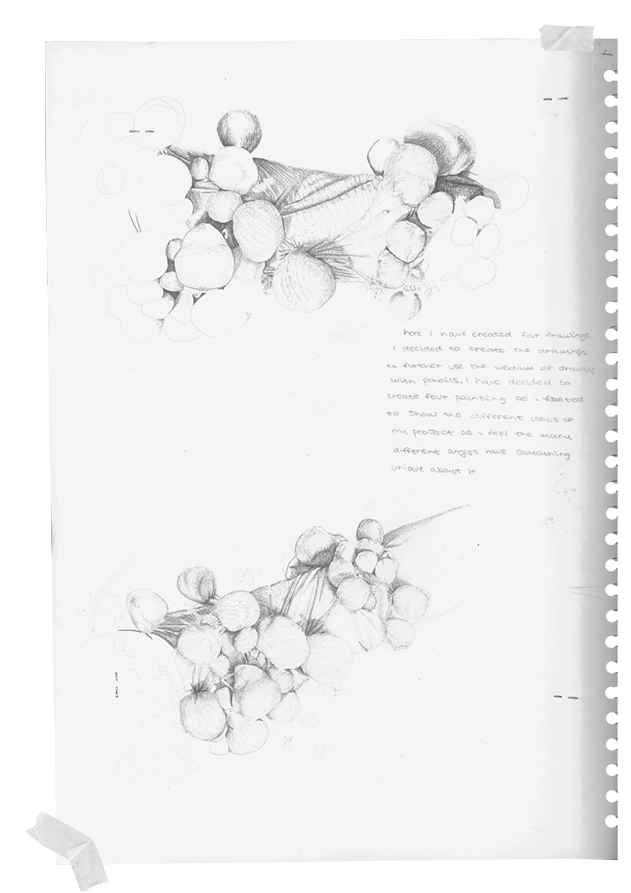 here I have created four drawings
I decided to create the drawings
to further use the medium of drawing
with pencils, I have decided to
create four painting as I
to show the different views of
my project as I feel the many
different angles have something
unique about it